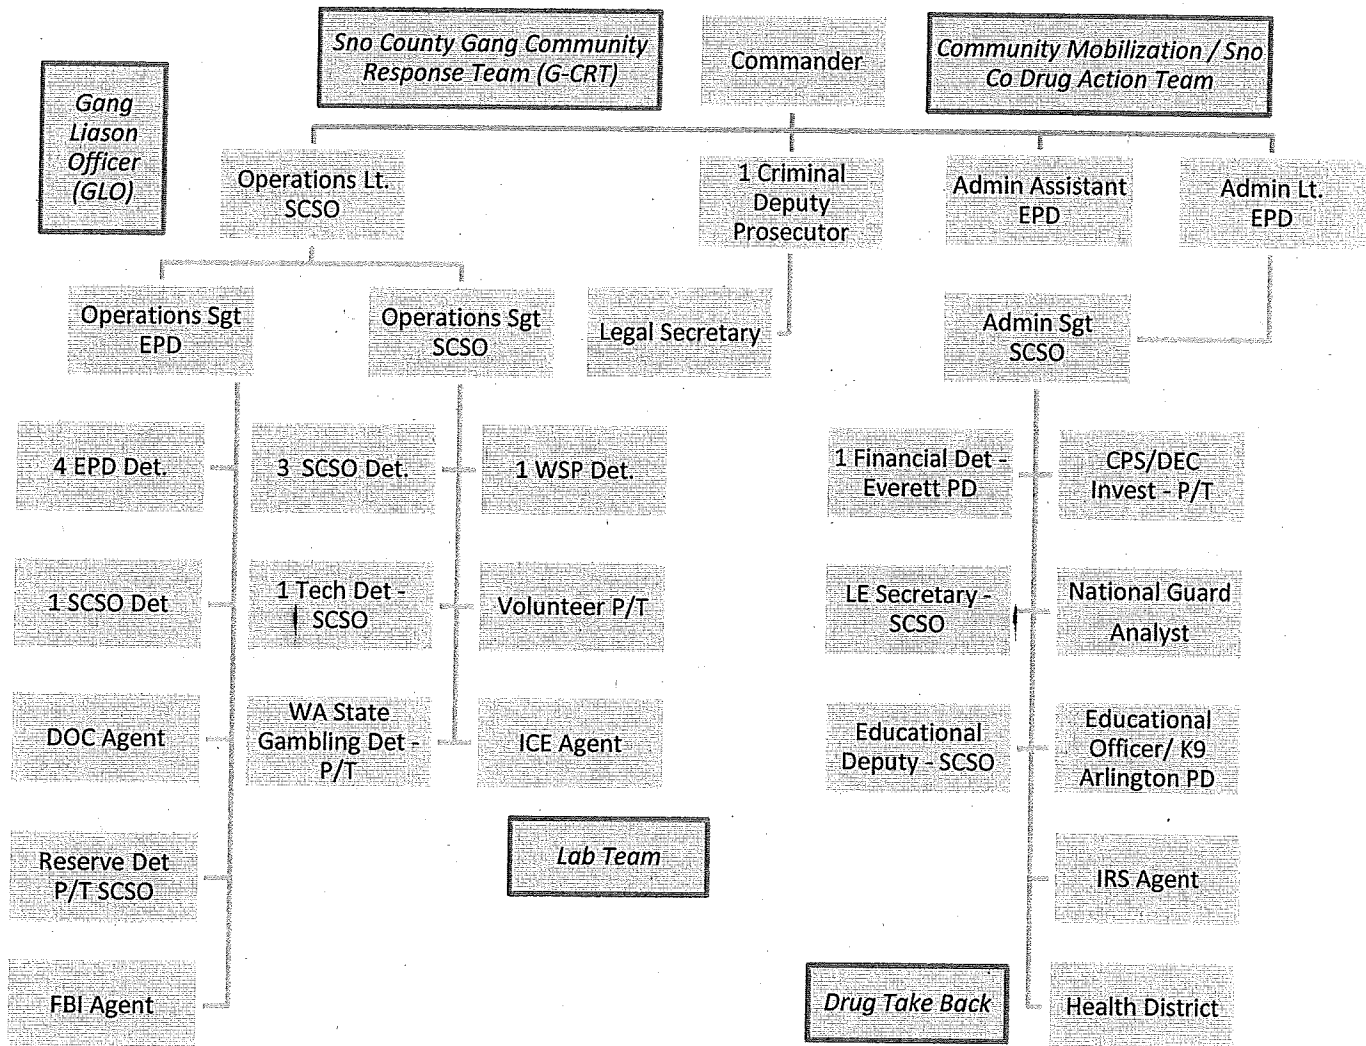 Sno County Gang Community
Response Team (G-CRT)
Commander
Community Mobilization / Sno
Co Drug Action Team
Gang
Liason
Officer
(GLO)
Operations Lt.
SCSO
1 Criminal
Deputy
Prosecutor
Admin Assistant
EPD
Admin Lt.
EPD
Operations Sgt
EPD
Operations Sgt
SCSO
Legal Secretary
Admin Sgt
SCSO
4 EPD Det.
3 SCSO Det.
1 WSP Det.
1 Financial Det -
Everett PD
CPS/DEC
Invest - P/T
1 SCSO Det
1 Tech Det -
SCSO
Volunteer P/T
LE Secretary -
SCSO
National Guard
Analyst
DOC Agent
WA State
Gambling Det -
P/T
ICE Agent
Educational
Deputy - SCSO
Educational
Officer/ K9
Arlington PD
Reserve Det
P/T SCSO
Lab Team
IRS Agent
FBI Agent
Drug Take Back
Health District